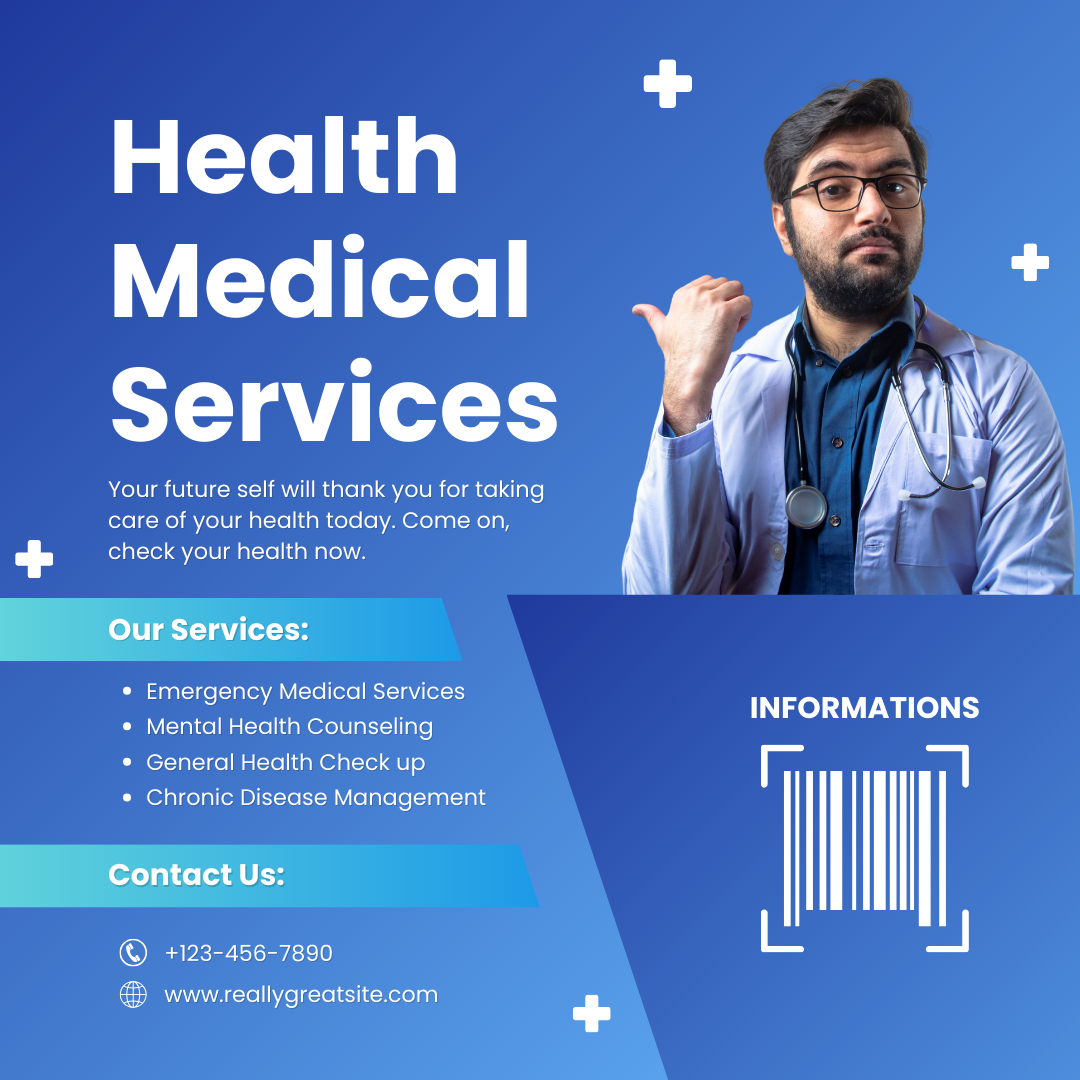 Health
Medical
Services
Your future self will thank you for taking
care of your health today. Come on,
check your health now.
Our Services:
• Emergency Medical Services
• Mental Health Counseling
• General Health Check up
• Chronic Disease Management
Contact Us:
+123-456-7890
www.reallygreatsite.com
INFORMATIONS